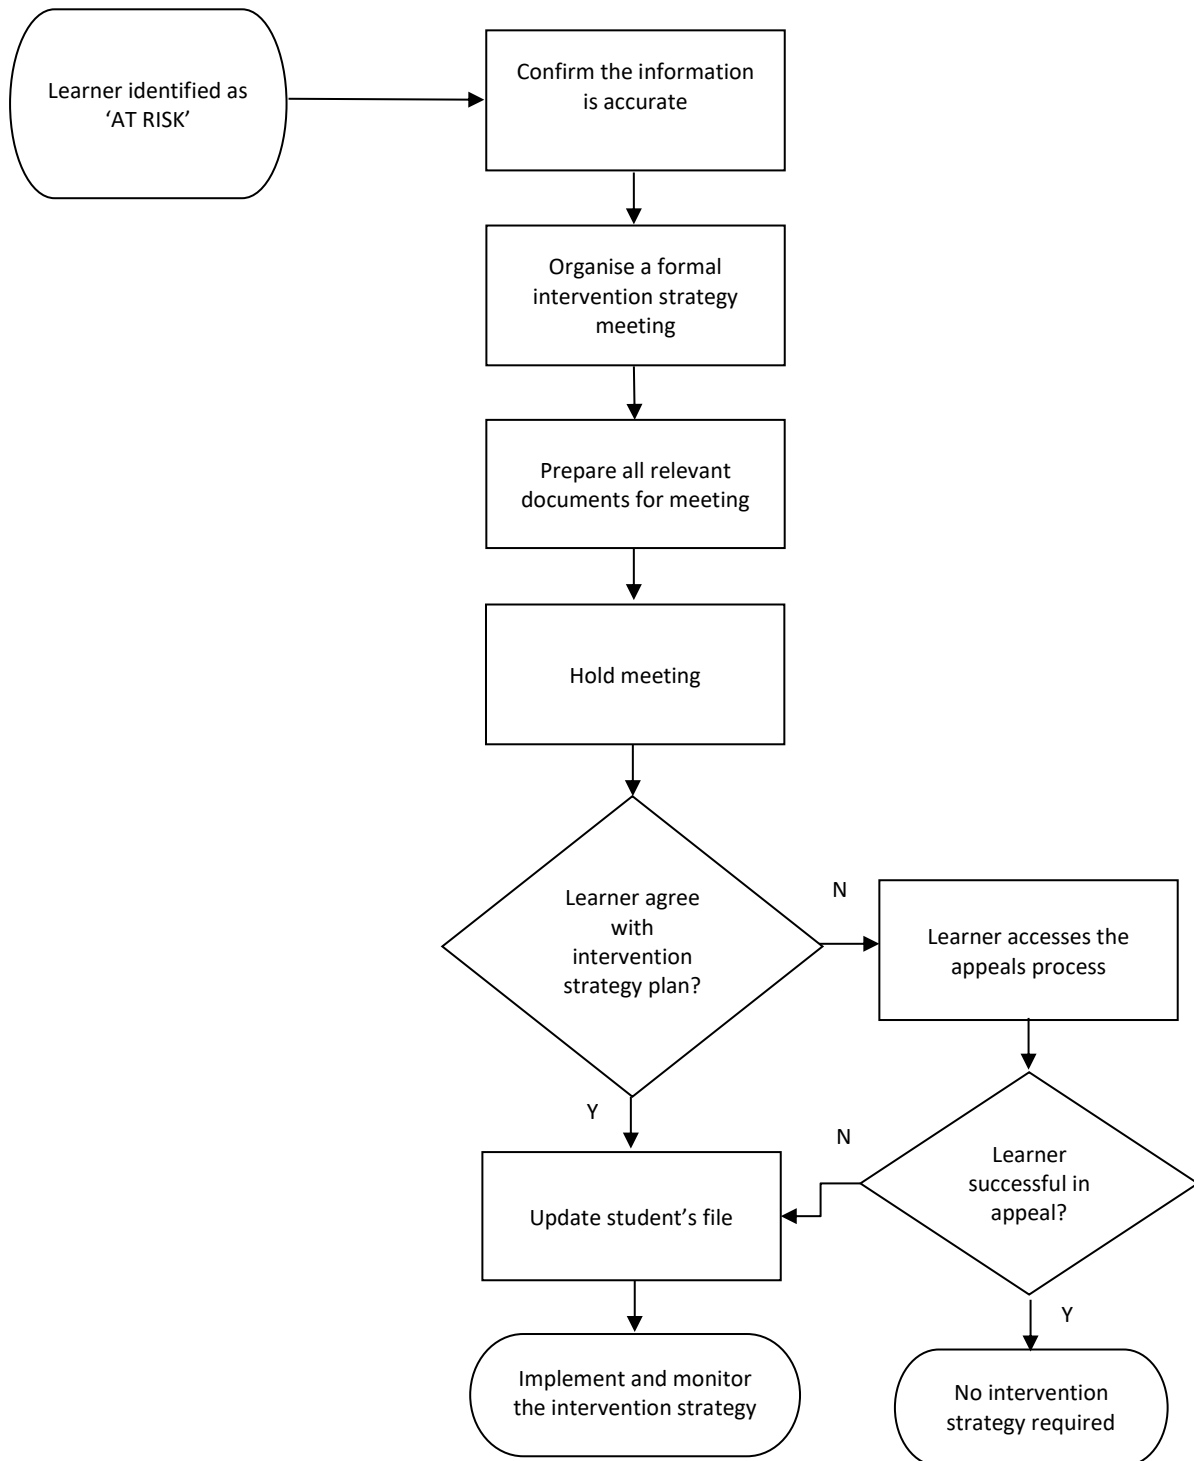 Learner identified as
‘AT RISK’
Confirm the information
is accurate
Organise a formal
intervention strategy
meeting
Prepare all relevant
documents for meeting
Hold meeting
Learner agree
with
intervention
strategy plan?
N
Learner accesses the
appeals process
Y
N
Learner
successful in
appeal?
Update student’s file
Y
Implement and monitor
the intervention strategy
No intervention
strategy required